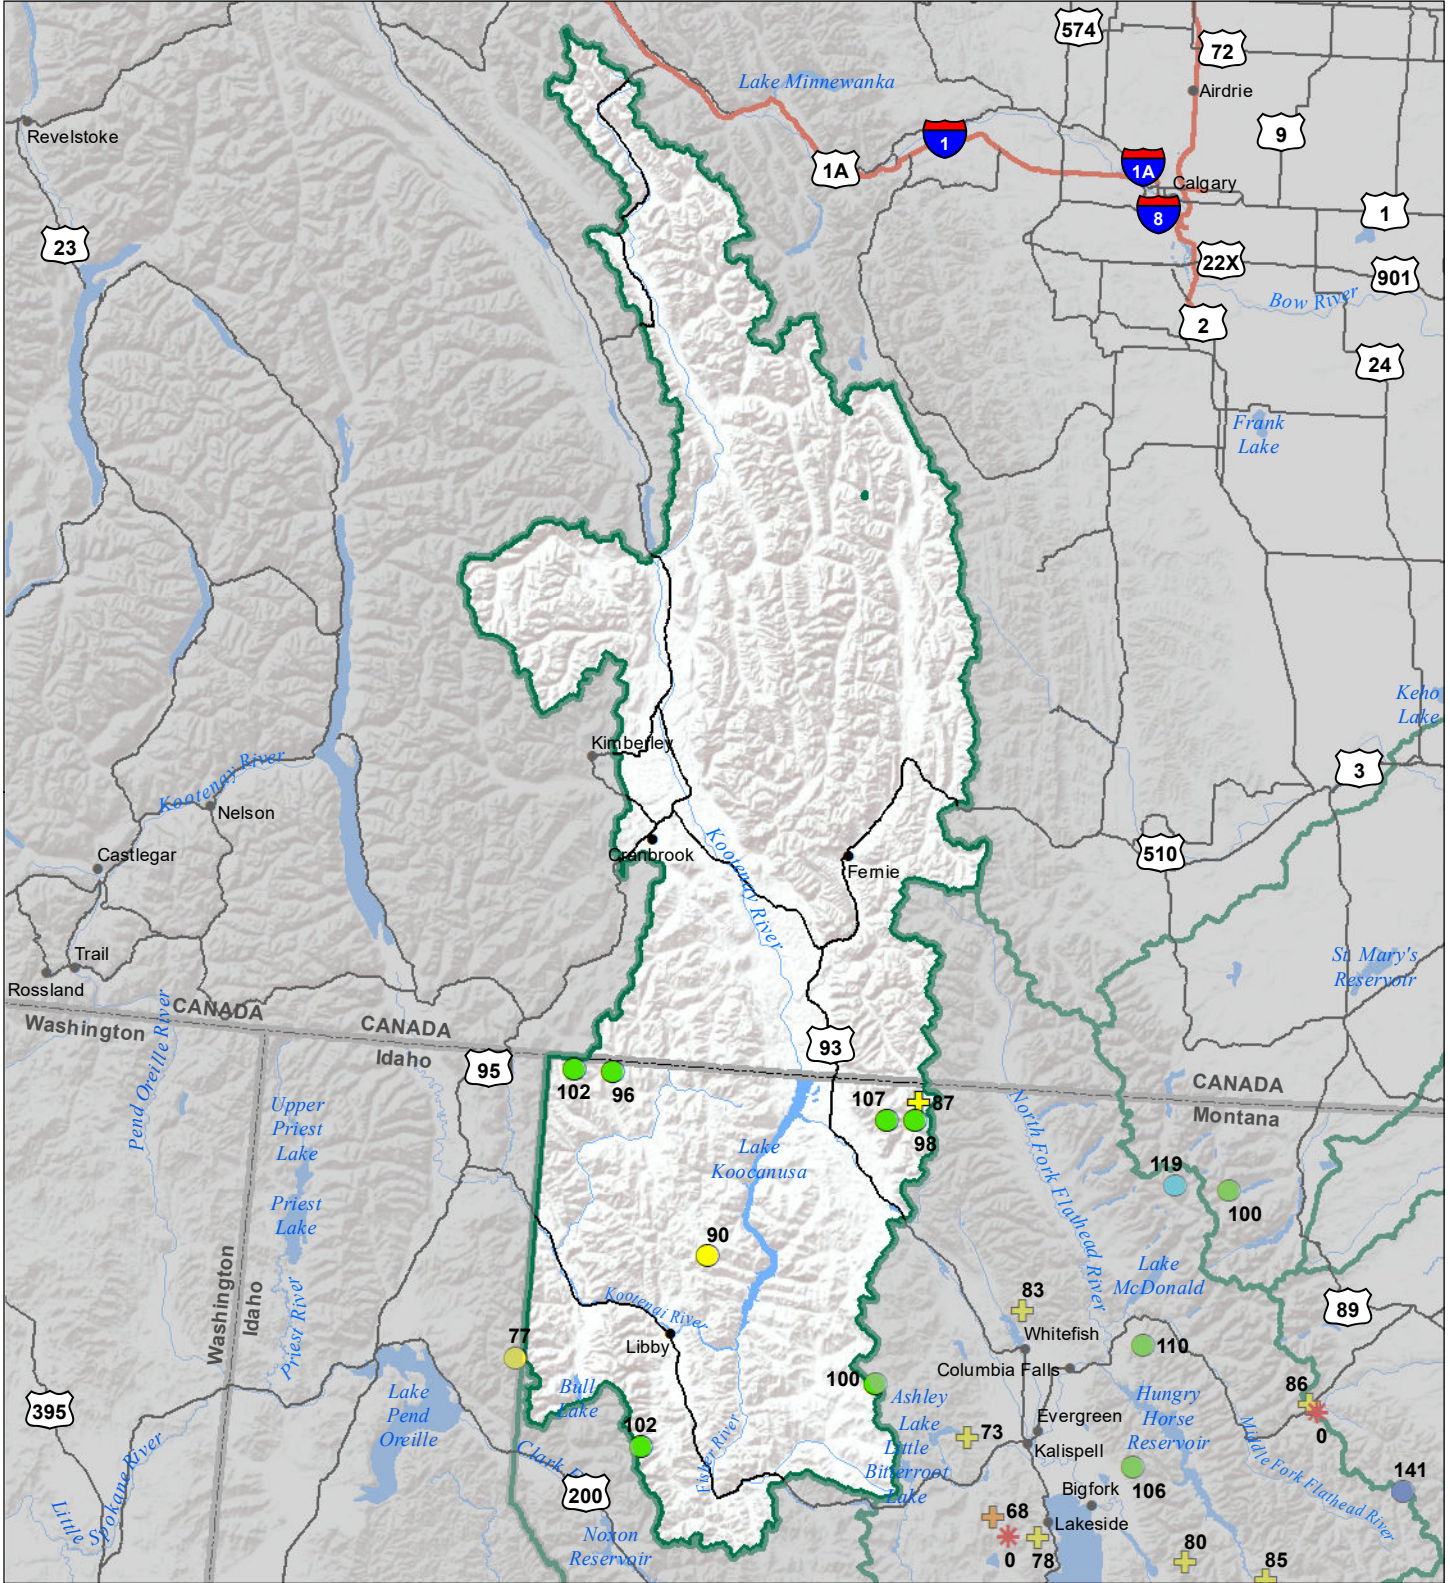 574
72
Lake Minnewanka
Airdrie
Revelstoke
9
1
1A
1A
Calgary
8
1
23
22X
901
Bow River
2
24
Frank
Lake
Keho
Lake
Kimberley
3
Kootenay River
Nelson
Castlegar
Cranbrook
Kootenay River
Fernie
510
Trail
Rossland
St. Mary's
Reservoir
CANADA
Washington
CANADA
Idaho
Pend Oreille River
95
93
CANADA
Montana
102
96
107
87
98
Upper
Priest
Lake
Lake
Koocanusa
North Fork Flathead River
119
100
Priest
Lake
90
Washington
Idaho
Priest River
Lake
McDonald
83
89
Kootenai River
Libby
Whitefish
77
110
Columbia Falls
100
86
0
395
Lake
Pend
Oreille
Bull
Lake
Ashley
Lake
Little
Bitterroot
Lake
Hungry
Horse
Reservoir
Evergreen
Kalispell
73
102
Fisher River
Clark
200
Middle Fork Flathead River
106
141
Bigfork
Little
Spokane River
68
Lakeside
0
78
80
85
Noxon
Reservoir